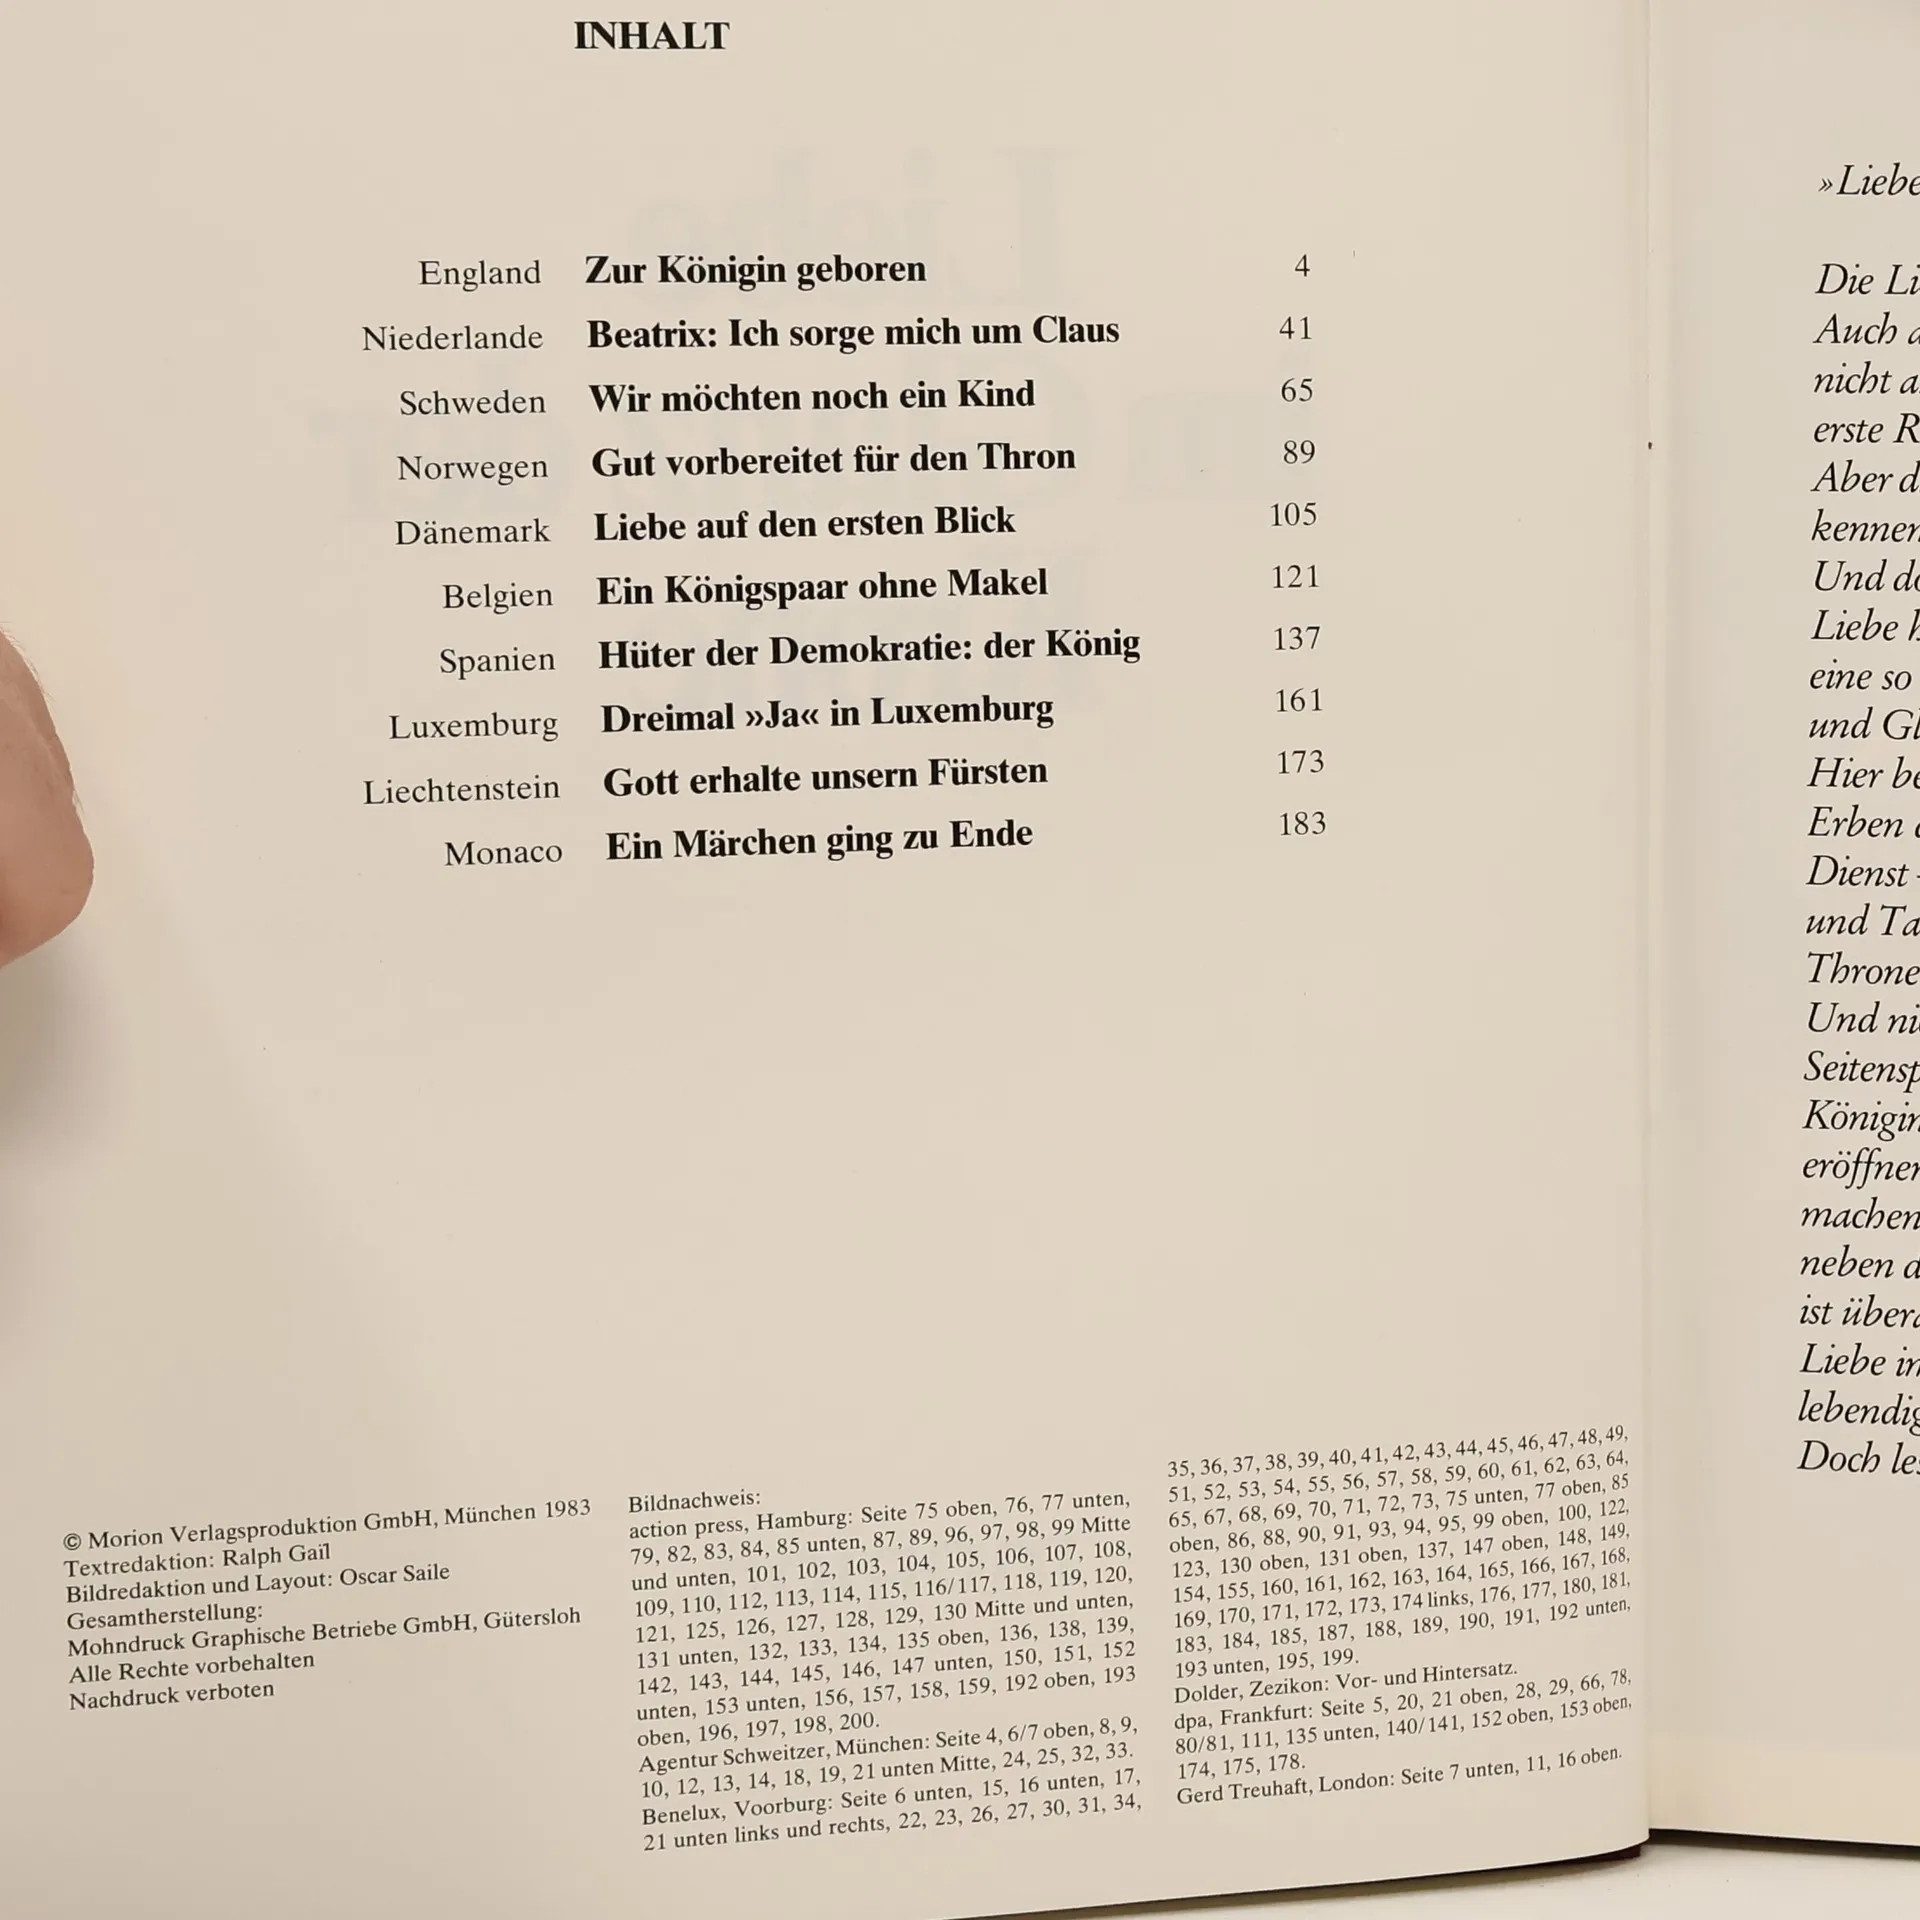 INHALT
England Zur Königin geboren 4
Niederlande Beatrix: Ich sorge mich um Claus 41
Schweden Wir möchten noch ein Kind 65
Norwegen Gut vorbereitet für den Thron 89
Dänemark Liebe auf den ersten Blick 105
Belgien Ein Königspaar ohne Makel 121
Spanien Hüter der Demokratie: der König 137
Luxemburg Dreimal »Ja« in Luxemburg 161
Liechtenstein Gott erhalte unsern Fürsten 173
Monaco Ein Märchen ging zu Ende 183
© Morion Verlagsproduktion GmbH, München 1983
Textredaktion: Ralph Gail
Bildredaktion und Layout: Oscar Saile
Gesamtherstellung:
Mohndruck Graphische Betriebe GmbH, Gütersloh
Alle Rechte vorbehalten
Nachdruck verboten
Bildnachweis:
action press, Hamburg: Seite 75 oben, 76, 77 unten,
79, 82, 83, 84, 85 unten, 87, 89, 96, 97, 98, 99 Mitte
und unten, 101, 102, 103, 104, 105, 106, 107, 108,
109, 110, 112, 113, 114, 115, 116/117, 118, 119, 120,
121, 125, 126, 127, 128, 129, 130 Mitte und unten,
131 unten, 132, 133, 134, 135 oben, 136, 138, 139,
142, 143, 144, 145, 146, 147 unten, 150, 151, 152
unten, 153 unten, 156, 157, 158, 159, 192 oben, 193
oben, 196, 197, 198, 200.
Agentur Schweitzer, München: Seite 4, 6/7 oben, 8, 9,
10, 12, 13, 14, 18, 19, 21 unten Mitte, 24, 25, 32, 33.
Benelux, Voorburg: Seite 6 unten, 15, 16 unten, 17,
21 unten links und rechts, 22, 23, 26, 27, 30, 31, 34,
35, 36, 37, 38, 39, 40, 41, 42, 43, 44, 45, 46, 47, 48, 49,
51, 52, 53, 54, 55, 56, 57, 58, 59, 60, 61, 62, 63, 64,
65, 67, 68, 69, 70, 71, 72, 73, 75 unten, 77 oben, 85
oben, 86, 88, 90, 91, 93, 94, 95, 99 oben, 100, 122,
123, 130 oben, 131 oben, 137, 147 oben, 148, 149,
154, 155, 160, 161, 162, 163, 164, 165, 166, 167, 168,
169, 170, 171, 172, 173, 174 links, 176, 177, 180, 181,
183, 184, 185, 187, 188, 189, 190, 191, 192 unten,
193 unten, 195, 199.
Dolder, Zezikon: Vor- und Hintersatz.
dpa, Frankfurt: Seite 5, 20, 21 oben, 28, 29, 66, 78,
80/81, 111, 135 unten, 140/141, 152 oben, 153 oben,
174, 175, 178.
Gerd Treuhaft, London: Seite 7 unten, 11, 16 oben.
»Liebe
Die Li
Auch
nicht a
erste R
Aber d
kennen
Und do
Liebe
eine so
und Gl
Hier be
Erben
Dienst
und Ta
Throne
Und ni
Seitensp
Königin
eröffnen
machen
neben d
ist übera
Liebe in
lebendig
Doch les